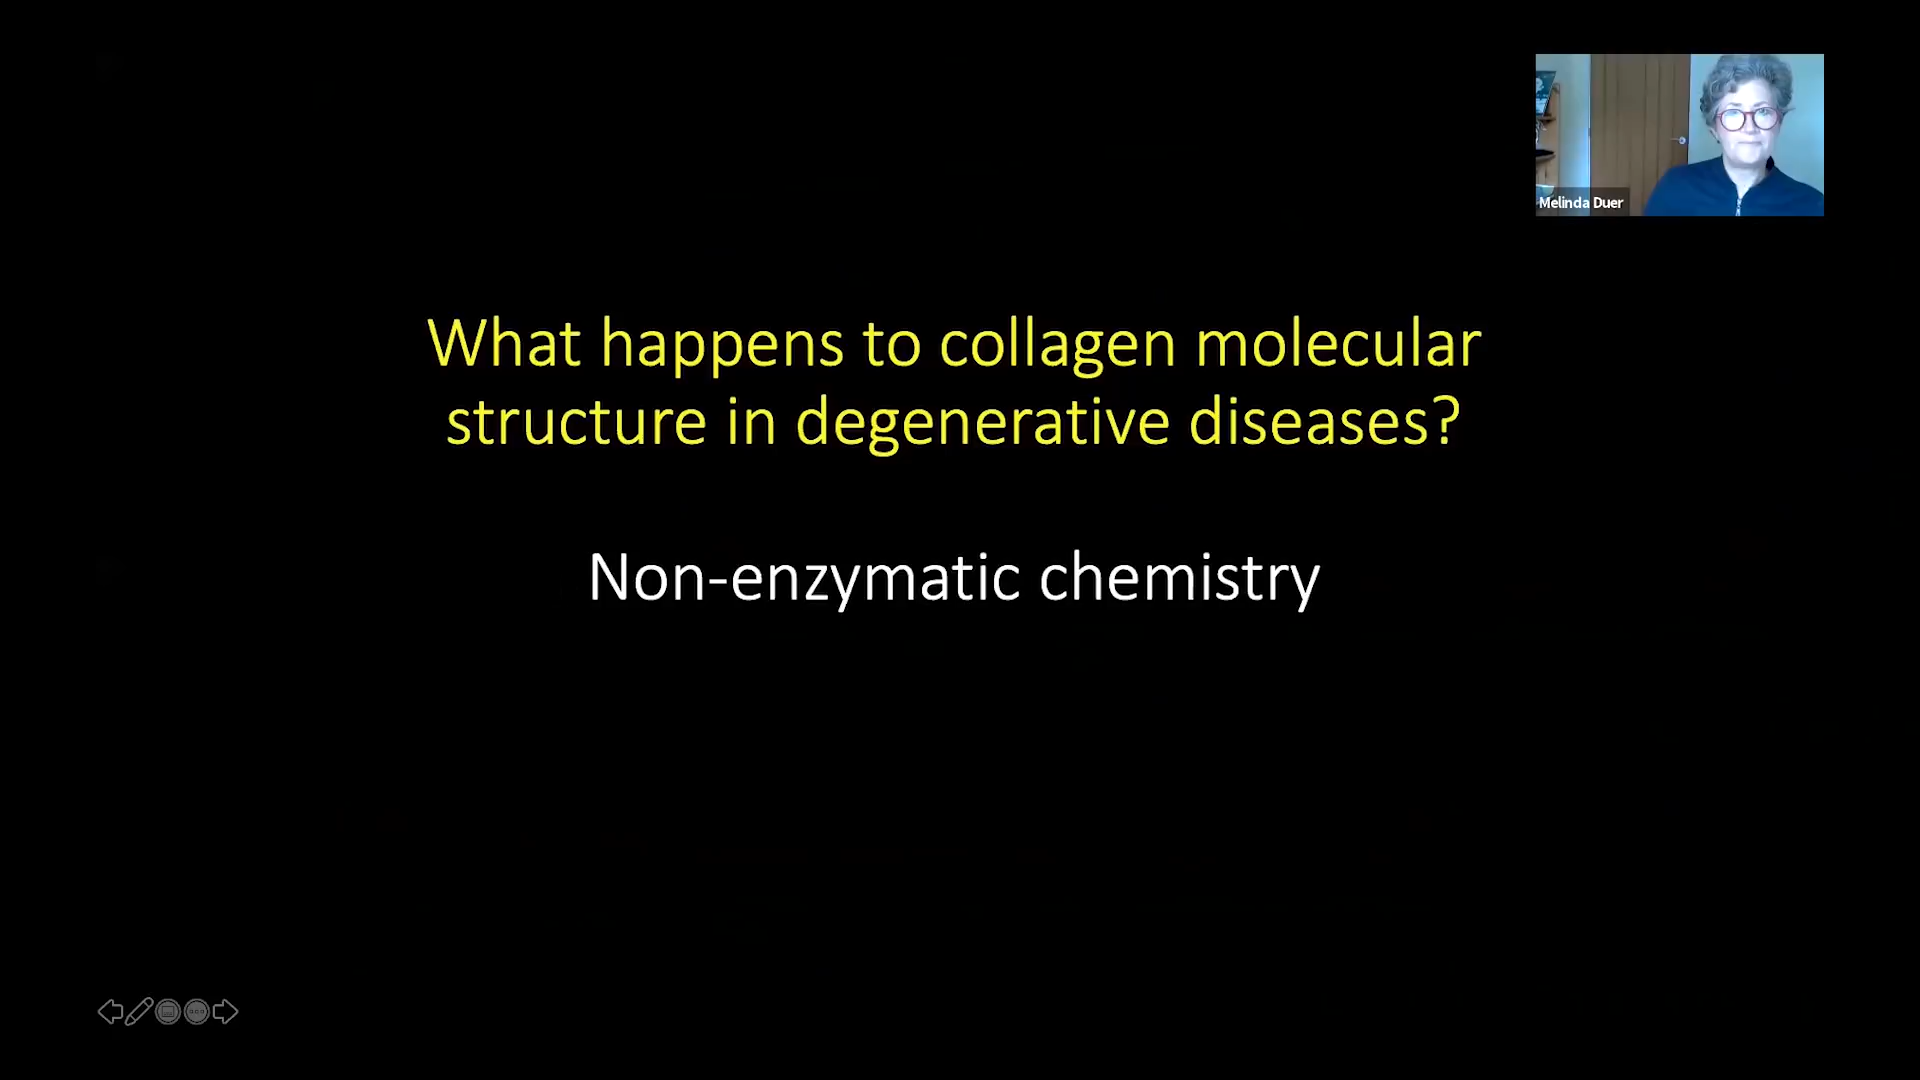 Melinda Duer
What happens to collagen molecular
structure in degenerative diseases?
Non-enzymatic chemistry